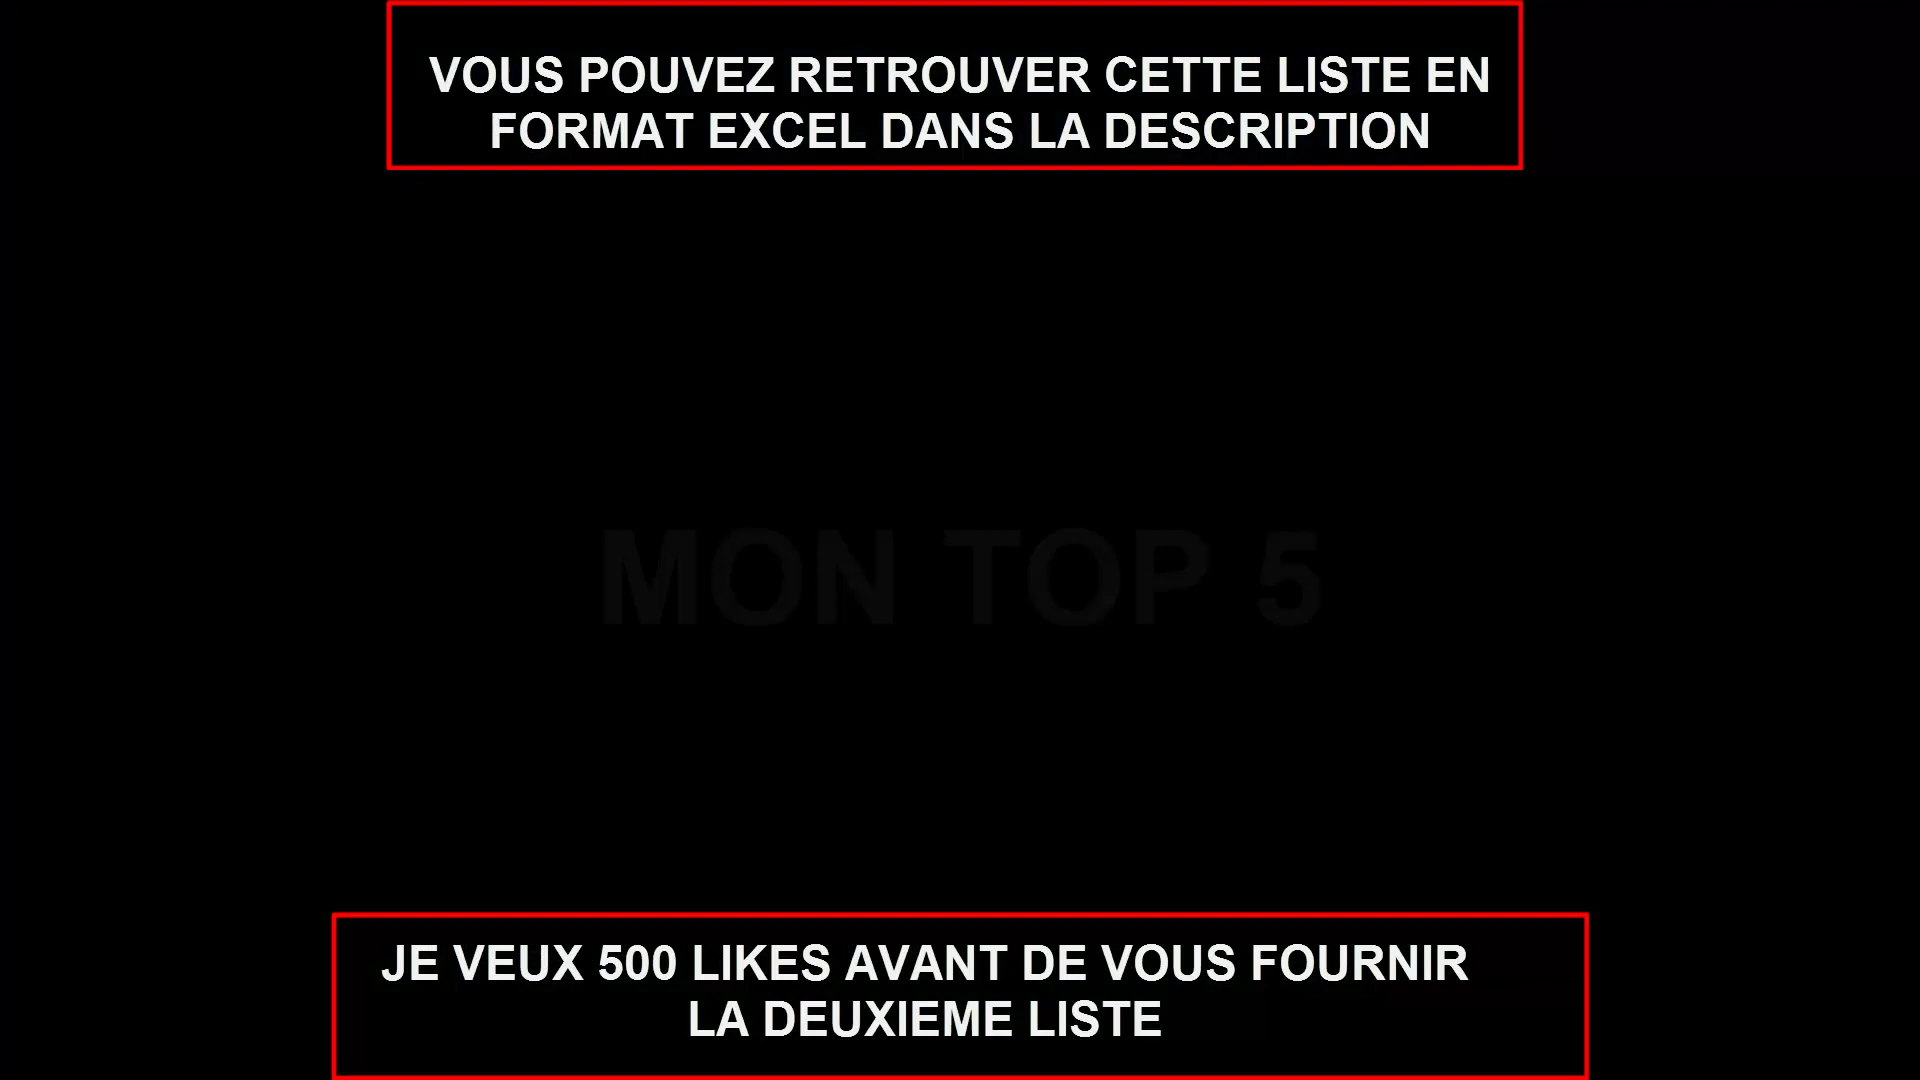 VOUS POUVEZ RETROUVER CETTE LISTE EN
FORMAT EXCEL DANS LA DESCRIPTION
MON TOP 5
JE VEUX 500 LIKES AVANT DE VOUS FOURNIR
LA DEUXIEME LISTE